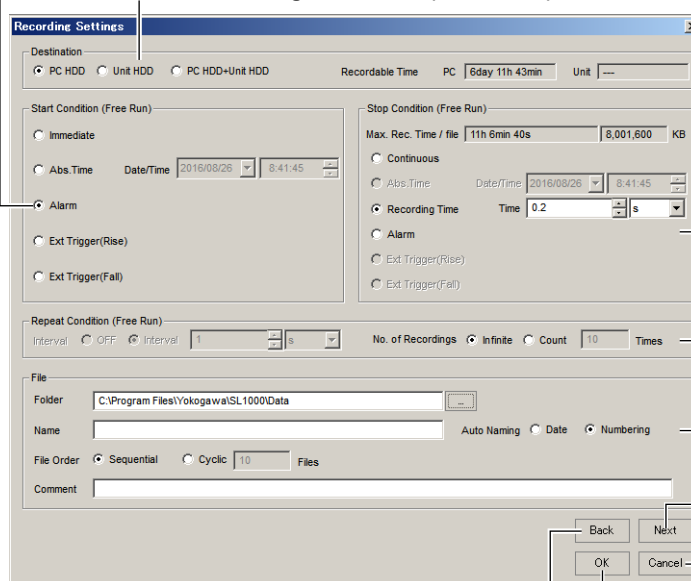 Recording Settings
Destination
PC HDD Unit HDD PC HDD+Unit HDD Recordable Time PC 6day 11h 43min Unit ---
Start Condition (Free Run)
Immediate
Abs.Time Date/Time 2016/08/26 8:41:45
Alarm
Ext Trigger(Rise)
Ext Trigger(Fall)
Stop Condition (Free Run)
Max. Rec. Time / file 11h 6min 40s 8,001,600 KB
Continuous
Abs.Time Date/Time 2016/08/26 8:41:45
Recording Time Time 0.2 s
Alarm
Ext Trigger(Rise)
Ext Trigger(Fall)
Repeat Condition (Free Run)
Interval OFF Interval 1 s No. of Recordings Infinite Count 10 Times
File
Folder C:\Program Files\Yokogawa\SL1000\Data ...
Name Auto Naming Date Numbering
File Order Sequential Cyclic 10 Files
Comment
Back Next
OK Cancel